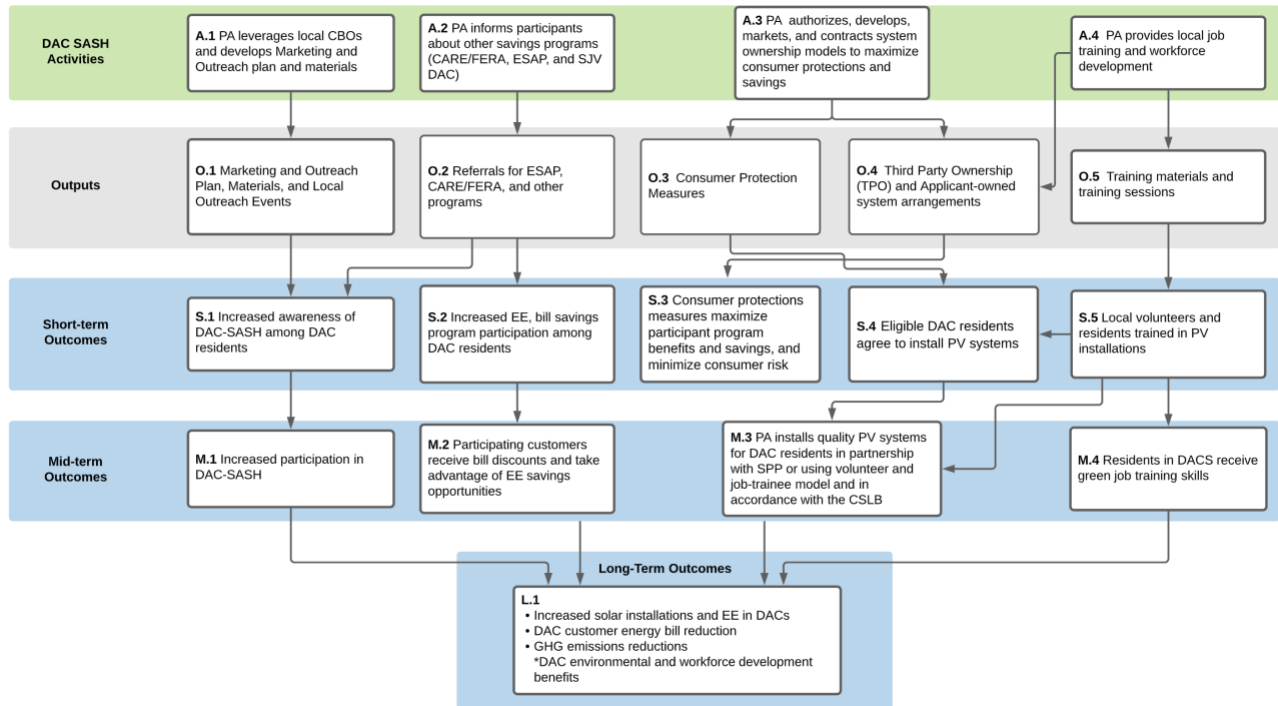 DAC SASH
Activities
A.1 PA leverages local CBOs
and develops Marketing and
Outreach plan and materials
A.2 PA informs participants
about other savings programs
(CARE/FERA, ESAP, and SJV
DAC)
A.3 PA authorizes, develops,
markets, and contracts system
ownership models to maximize
consumer protections and
savings
A.4 PA provides local job
training and workforce
development
Outputs
O.1 Marketing and Outreach
Plan, Materials, and Local
Outreach Events
O.2 Referrals for ESAP,
CARE/FERA, and other
programs
O.3 Consumer Protection
Measures
O.4 Third Party Ownership
(TPO) and Applicant-owned
system arrangements
O.5 Training materials and
training sessions
Short-term
Outcomes
S.1 Increased awareness of
DAC-SASH among DAC
residents
S.2 Increased EE, bill savings
program participation among
DAC residents
S.3 Consumer protections
measures maximize
participant program
benefits and savings, and
minimize consumer risk
S.4 Eligible DAC residents
agree to install PV systems
S.5 Local volunteers and
residents trained in PV
installations
Mid-term
Outcomes
M.1 Increased participation in
DAC-SASH
M.2 Participating customers
receive bill discounts and take
advantage of EE savings
opportunities
M.3 PA installs quality PV systems
for DAC residents in partnership
with SPP or using volunteer and
job-trainee model and in
accordance with the CSLB
M.4 Residents in DACS receive
green job training skills
Long-Term Outcomes
L.1
• Increased solar installations and EE in DACs
• DAC customer energy bill reduction
• GHG emissions reductions
*DAC environmental and workforce development
benefits